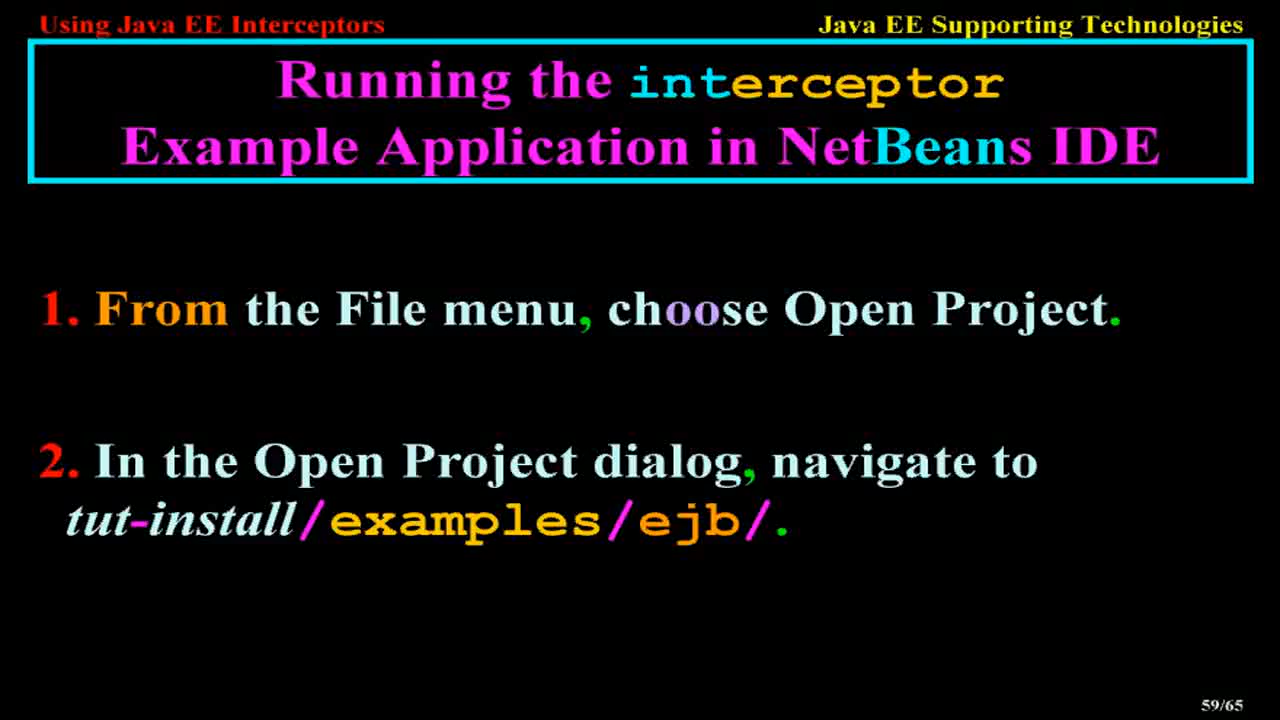 Using Java EE Interceptors
Java EE Supporting Technologies
Running the interceptor
Example Application in NetBeans IDE
1. From the File menu, choose Open Project.
2. In the Open Project dialog, navigate to
tut-install/examples/ejb/.
59/65